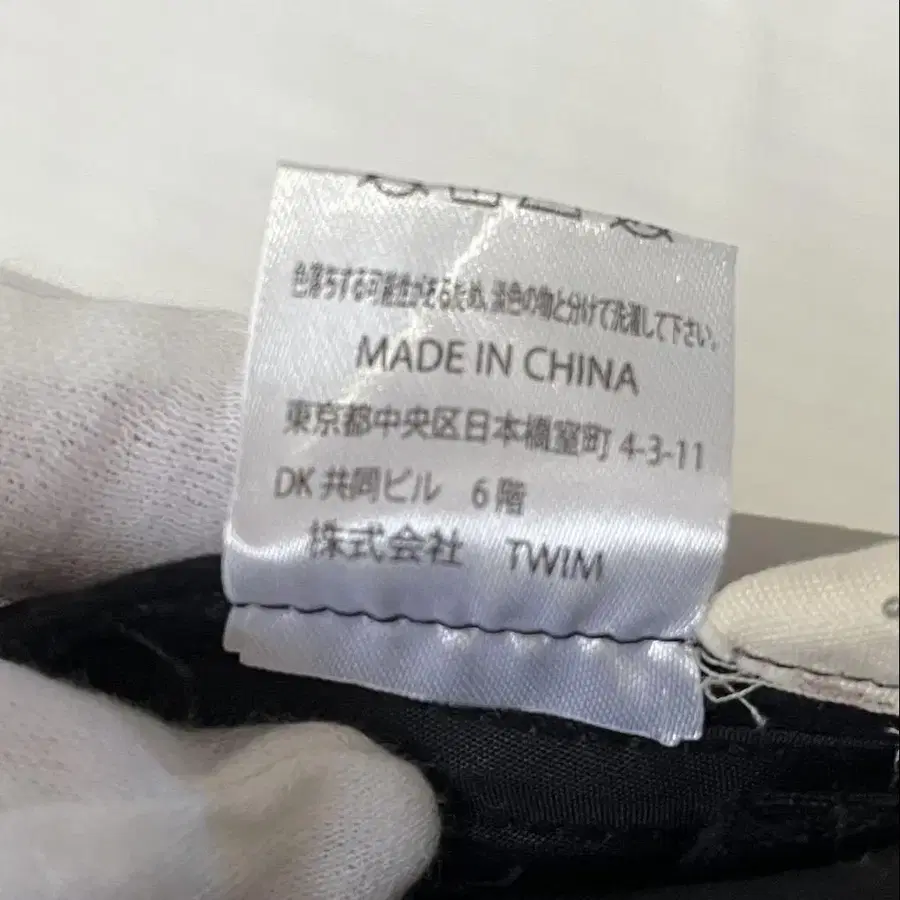 色落ちする可能性があるため、淡色の物と分けて洗濯して下さい。
MADE IN CHINA
東京都中央区日本橋室町 4-3-11
DK 共同ビル 6 階
株式会社 TWIM